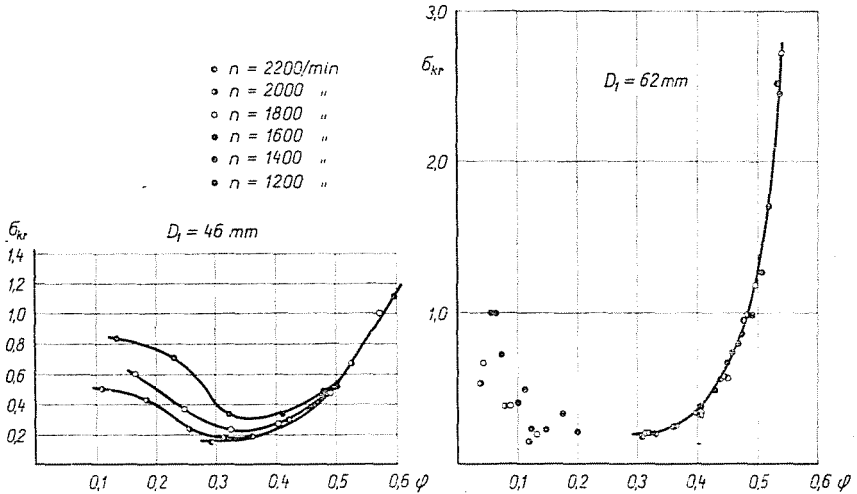 n = 2200/min
n = 2000 „
n = 1800 „
n = 1600 „
n = 1400 „
n = 1200 „
σkr
D₁ = 46 mm
1,4
1,2
1,0
0,8
0,6
0,4
0,2
0,1
0,2
0,3
0,4
0,5
0,6
φ
3,0
σkr
D₁ = 62 mm
2,0
1,0
0,1
0,2
0,3
0,4
0,5
0,6
φ